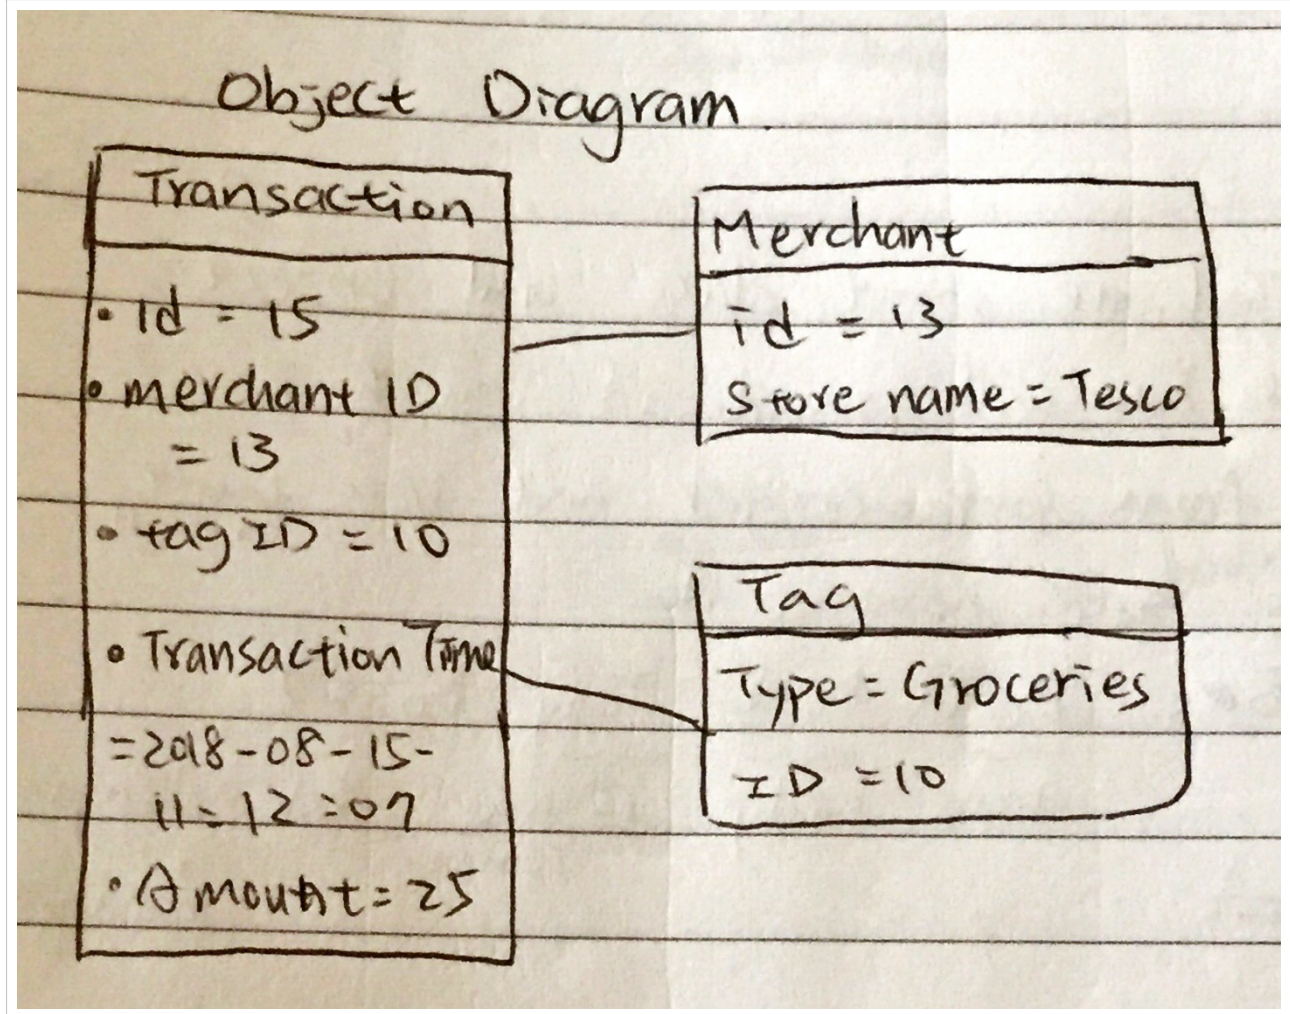 Object Diagram
Transaction
• Id = 15
• merchant ID
= 13
• tag ID = 10
• Transaction Time
= 2018-08-15-
11:12:07
• Amount = 25
Merchant
id = 13
Store name = Tesco
Tag
Type = Groceries
ID = 10